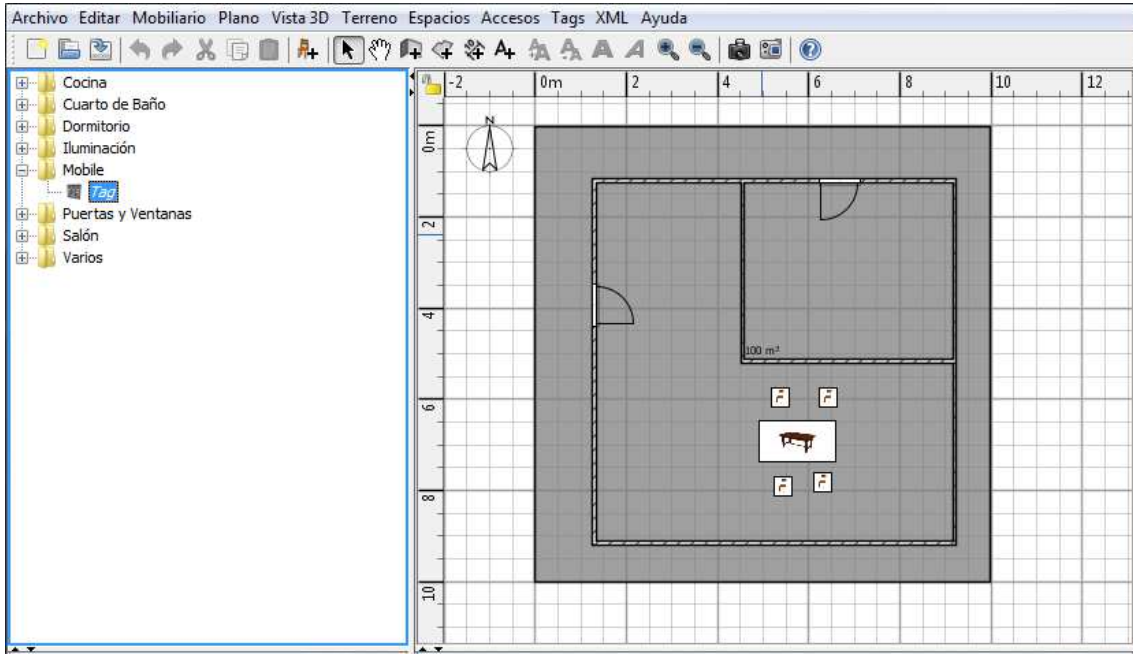 Archivo Editar Mobiliario Plano Vista 3D Terreno Espacios Accesos Tags XML Ayuda
Cocina
Cuarto de Baño
Dormitorio
Iluminación
Mobile
Tag
Puertas y Ventanas
Salón
Varios
-2 0m 2 4 6 8 10 12
0m
2
4
6
8
10
N
100 m²